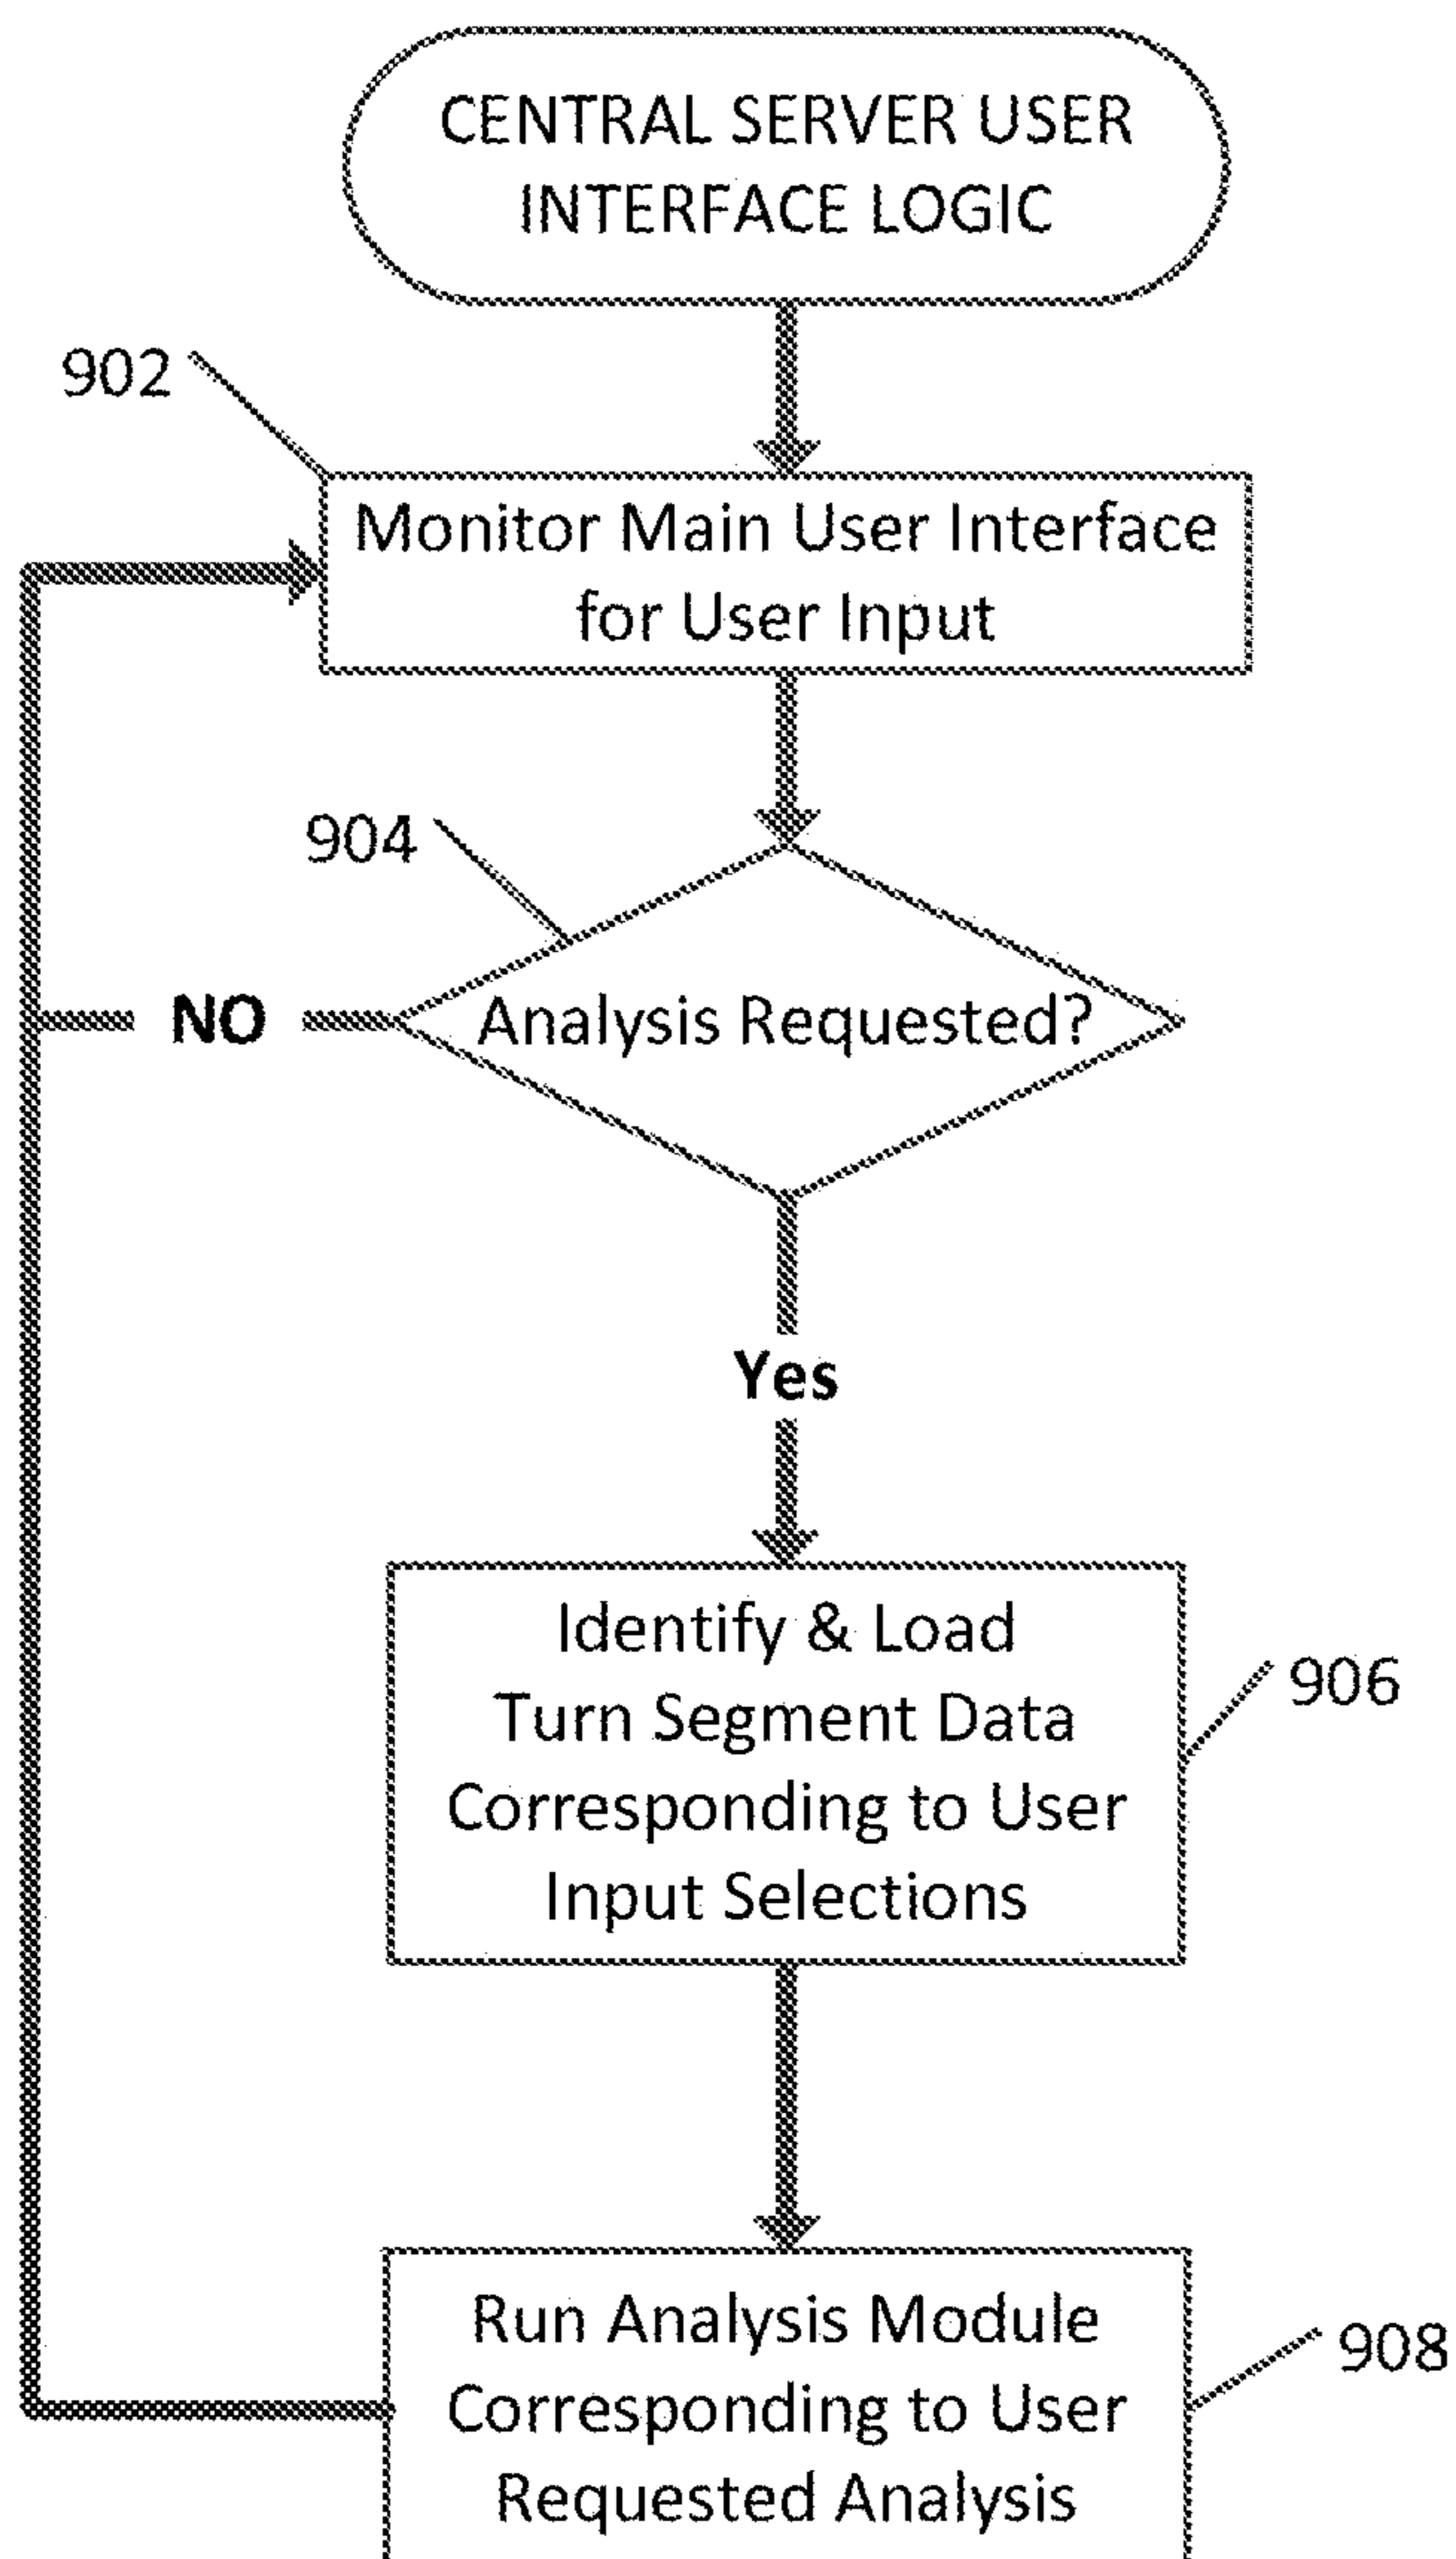 CENTRAL SERVER USER
INTERFACE LOGIC
902
Monitor Main User Interface
for User Input
904
NO
Analysis Requested?
Yes
Identify & Load
Turn Segment Data
Corresponding to User
Input Selections
906
Run Analysis Module
Corresponding to User
Requested Analysis
908